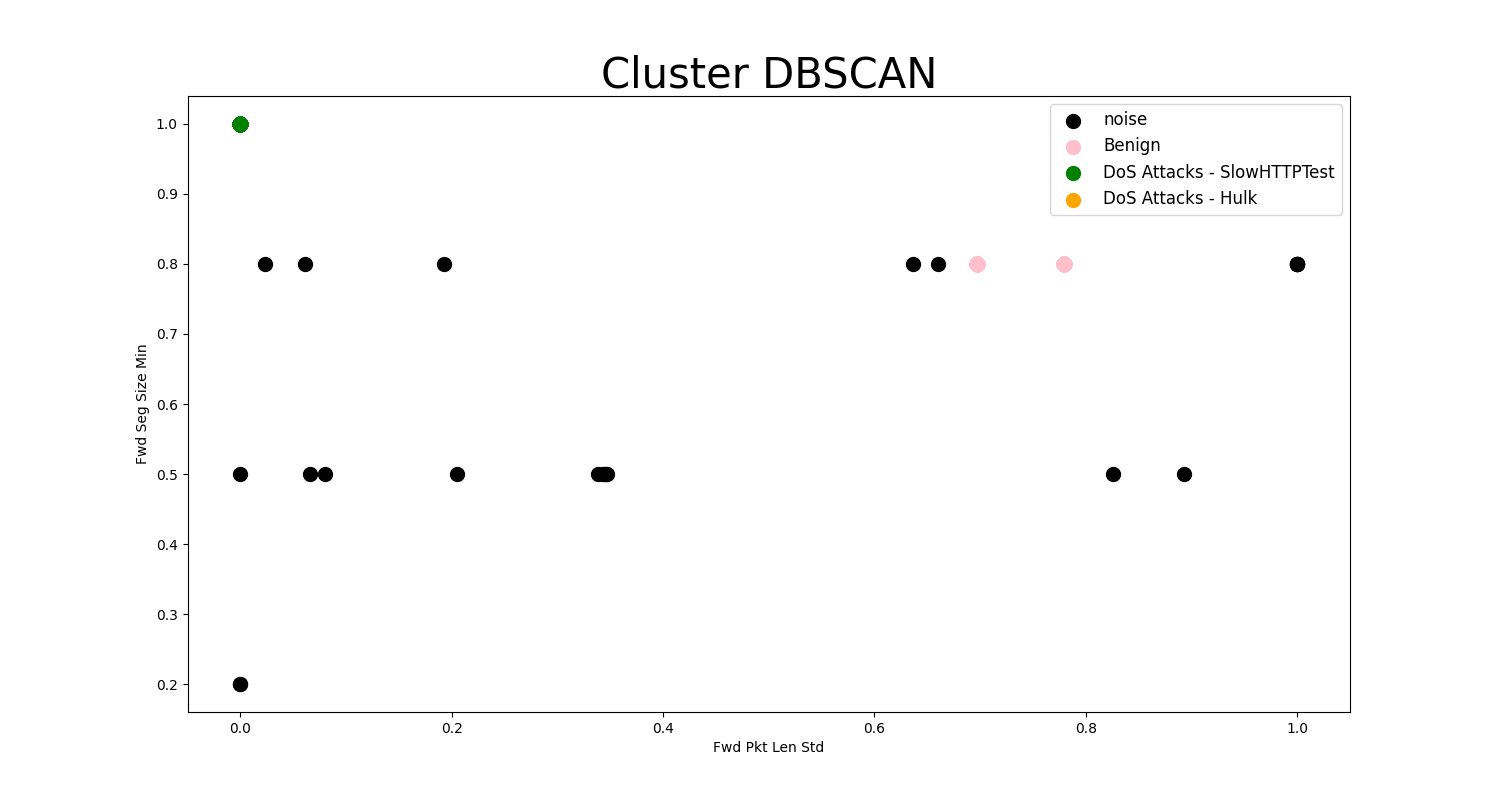 Cluster DBSCAN
noise
Benign
DoS Attacks - SlowHTTPTest
DoS Attacks - Hulk
1.0
0.9
0.8
0.7
0.6
0.5
0.4
0.3
0.2
Fwd Seg Size Min
0.0 0.2 0.4 0.6 0.8 1.0
Fwd Pkt Len Std